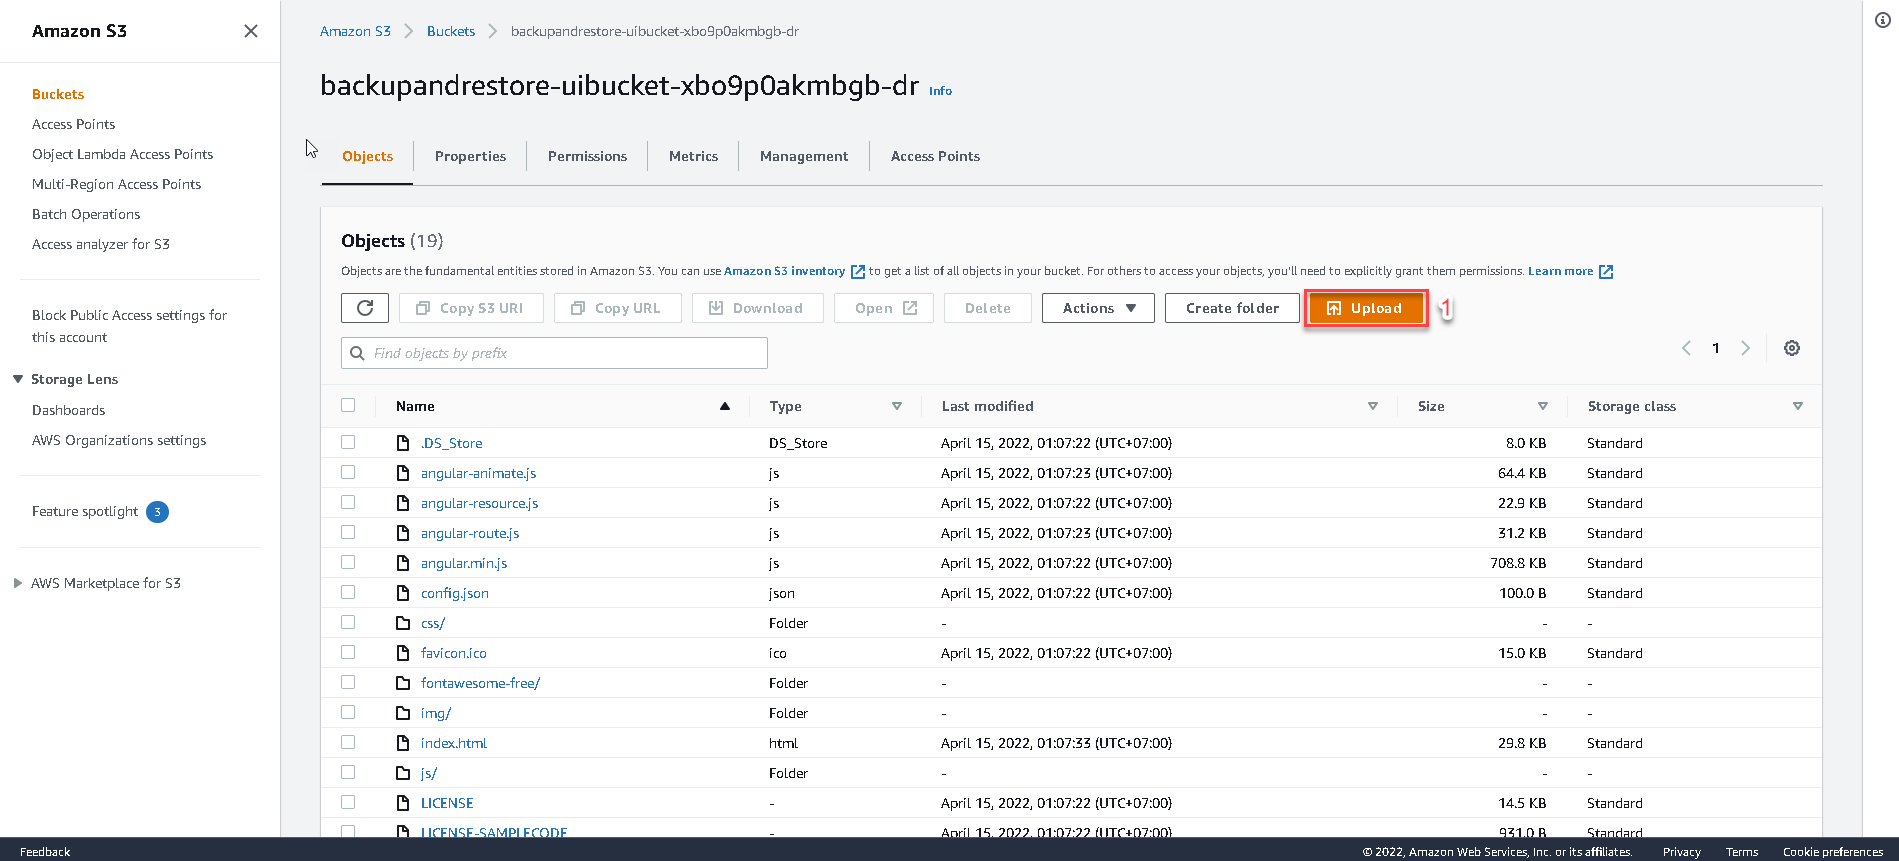 Amazon S3
Buckets
Access Points
Object Lambda Access Points
Multi-Region Access Points
Batch Operations
Access analyzer for S3
Block Public Access settings for
this account
Storage Lens
Dashboards
AWS Organizations settings
Feature spotlight 3
AWS Marketplace for S3
Amazon S3 Buckets backupandrestore-uibucket-xbo9p0akmbgb-dr
backupandrestore-uibucket-xbo9p0akmbgb-dr Info
Objects Properties Permissions Metrics Management Access Points
Objects (19)
Objects are the fundamental entities stored in Amazon S3. You can use Amazon S3 inventory to get a list of all objects in your bucket. For others to access your objects, you'll need to explicitly grant them permissions. Learn more
Copy S3 URI Copy URL Download Open Delete Actions Create folder Upload 1
Find objects by prefix 1
Name Type Last modified Size Storage class
.DS_Store DS_Store April 15, 2022, 01:07:22 (UTC+07:00) 8.0 KB Standard
angular-animate.js js April 15, 2022, 01:07:23 (UTC+07:00) 64.4 KB Standard
angular-resource.js js April 15, 2022, 01:07:22 (UTC+07:00) 22.9 KB Standard
angular-route.js js April 15, 2022, 01:07:23 (UTC+07:00) 31.2 KB Standard
angular.min.js js April 15, 2022, 01:07:22 (UTC+07:00) 708.8 KB Standard
config.json json April 15, 2022, 01:07:22 (UTC+07:00) 100.0 B Standard
css/ Folder - - -
favicon.ico ico April 15, 2022, 01:07:22 (UTC+07:00) 15.0 KB Standard
fontawesome-free/ Folder - - -
img/ Folder - - -
index.html html April 15, 2022, 01:07:33 (UTC+07:00) 29.8 KB Standard
js/ Folder - - -
LICENSE - April 15, 2022, 01:07:22 (UTC+07:00) 14.5 KB Standard
LICENSE-SAMPLECODE - April 15, 2022, 01:07:22 (UTC+07:00) 931.0 B Standard
Feedback © 2022, Amazon Web Services, Inc. or its affiliates. Privacy Terms Cookie preferences